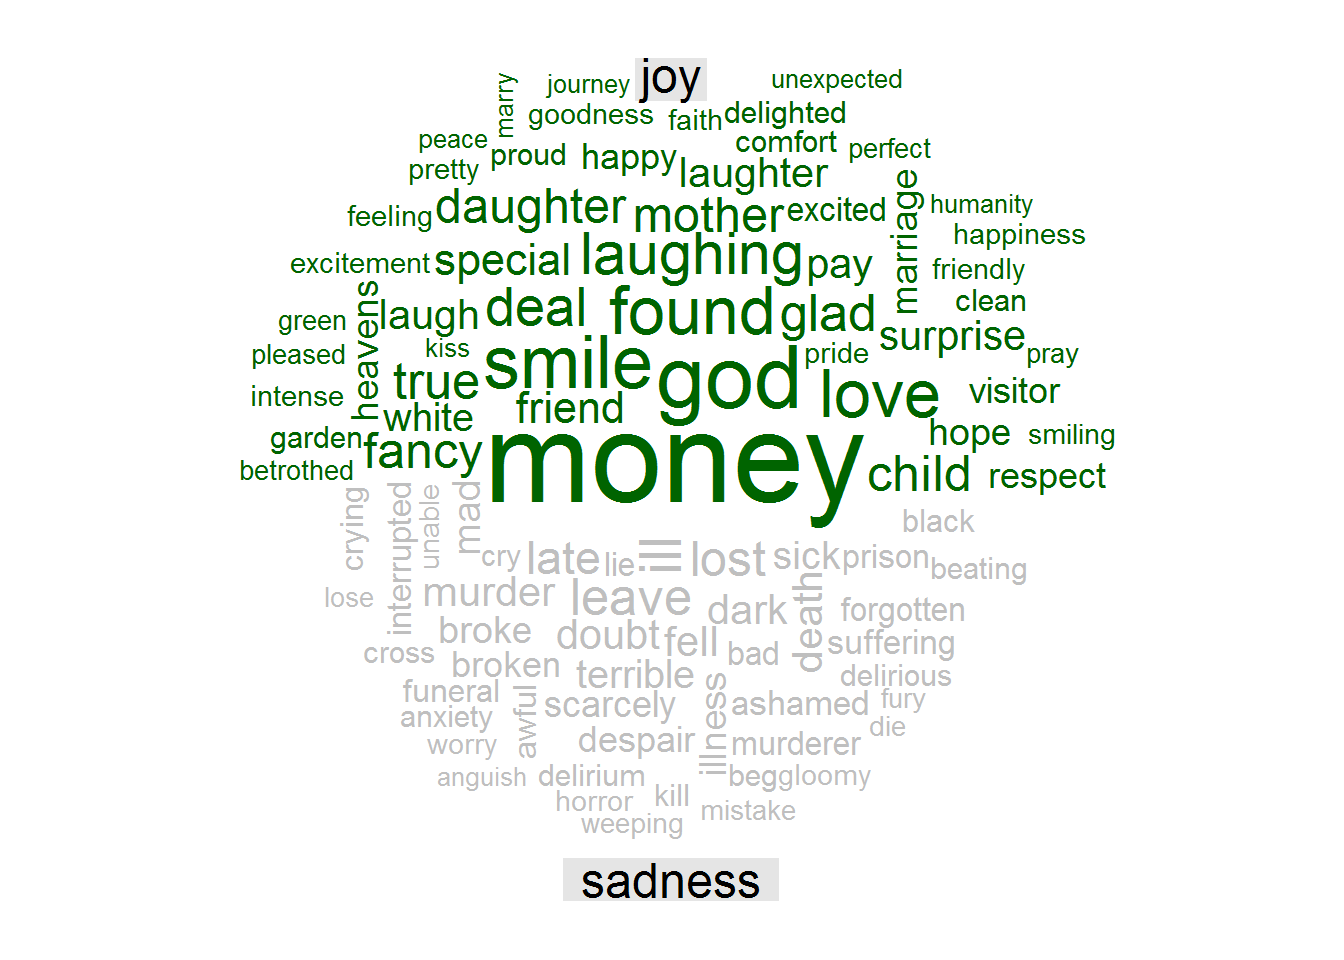 joy
journey
unexpected
marry
goodness
faith
delighted
peace
proud
happy
comfort
perfect
pretty
laughter
feeling
daughter
mother
excited
marriage
humanity
happiness
excitement
special
laughing
pay
friendly
heavens
laugh
deal
found
glad
clean
green
surprise
pleased
kiss
smile
pride
pray
intense
true
god
love
visitor
white
friend
garden
hope
smiling
betrothed
fancy
money
child
respect
crying
interrupted
unable
mad
black
cry
late
lie
ill
lost
sick
prison
beating
lose
murder
leave
dark
death
forgotten
broke
doubt
fell
suffering
cross
broken
terrible
bad
delirious
funeral
awful
scarcely
illness
ashamed
fury
anxiety
die
worry
despair
murderer
anguish
delirium
beg
gloomy
horror
kill
mistake
weeping
sadness